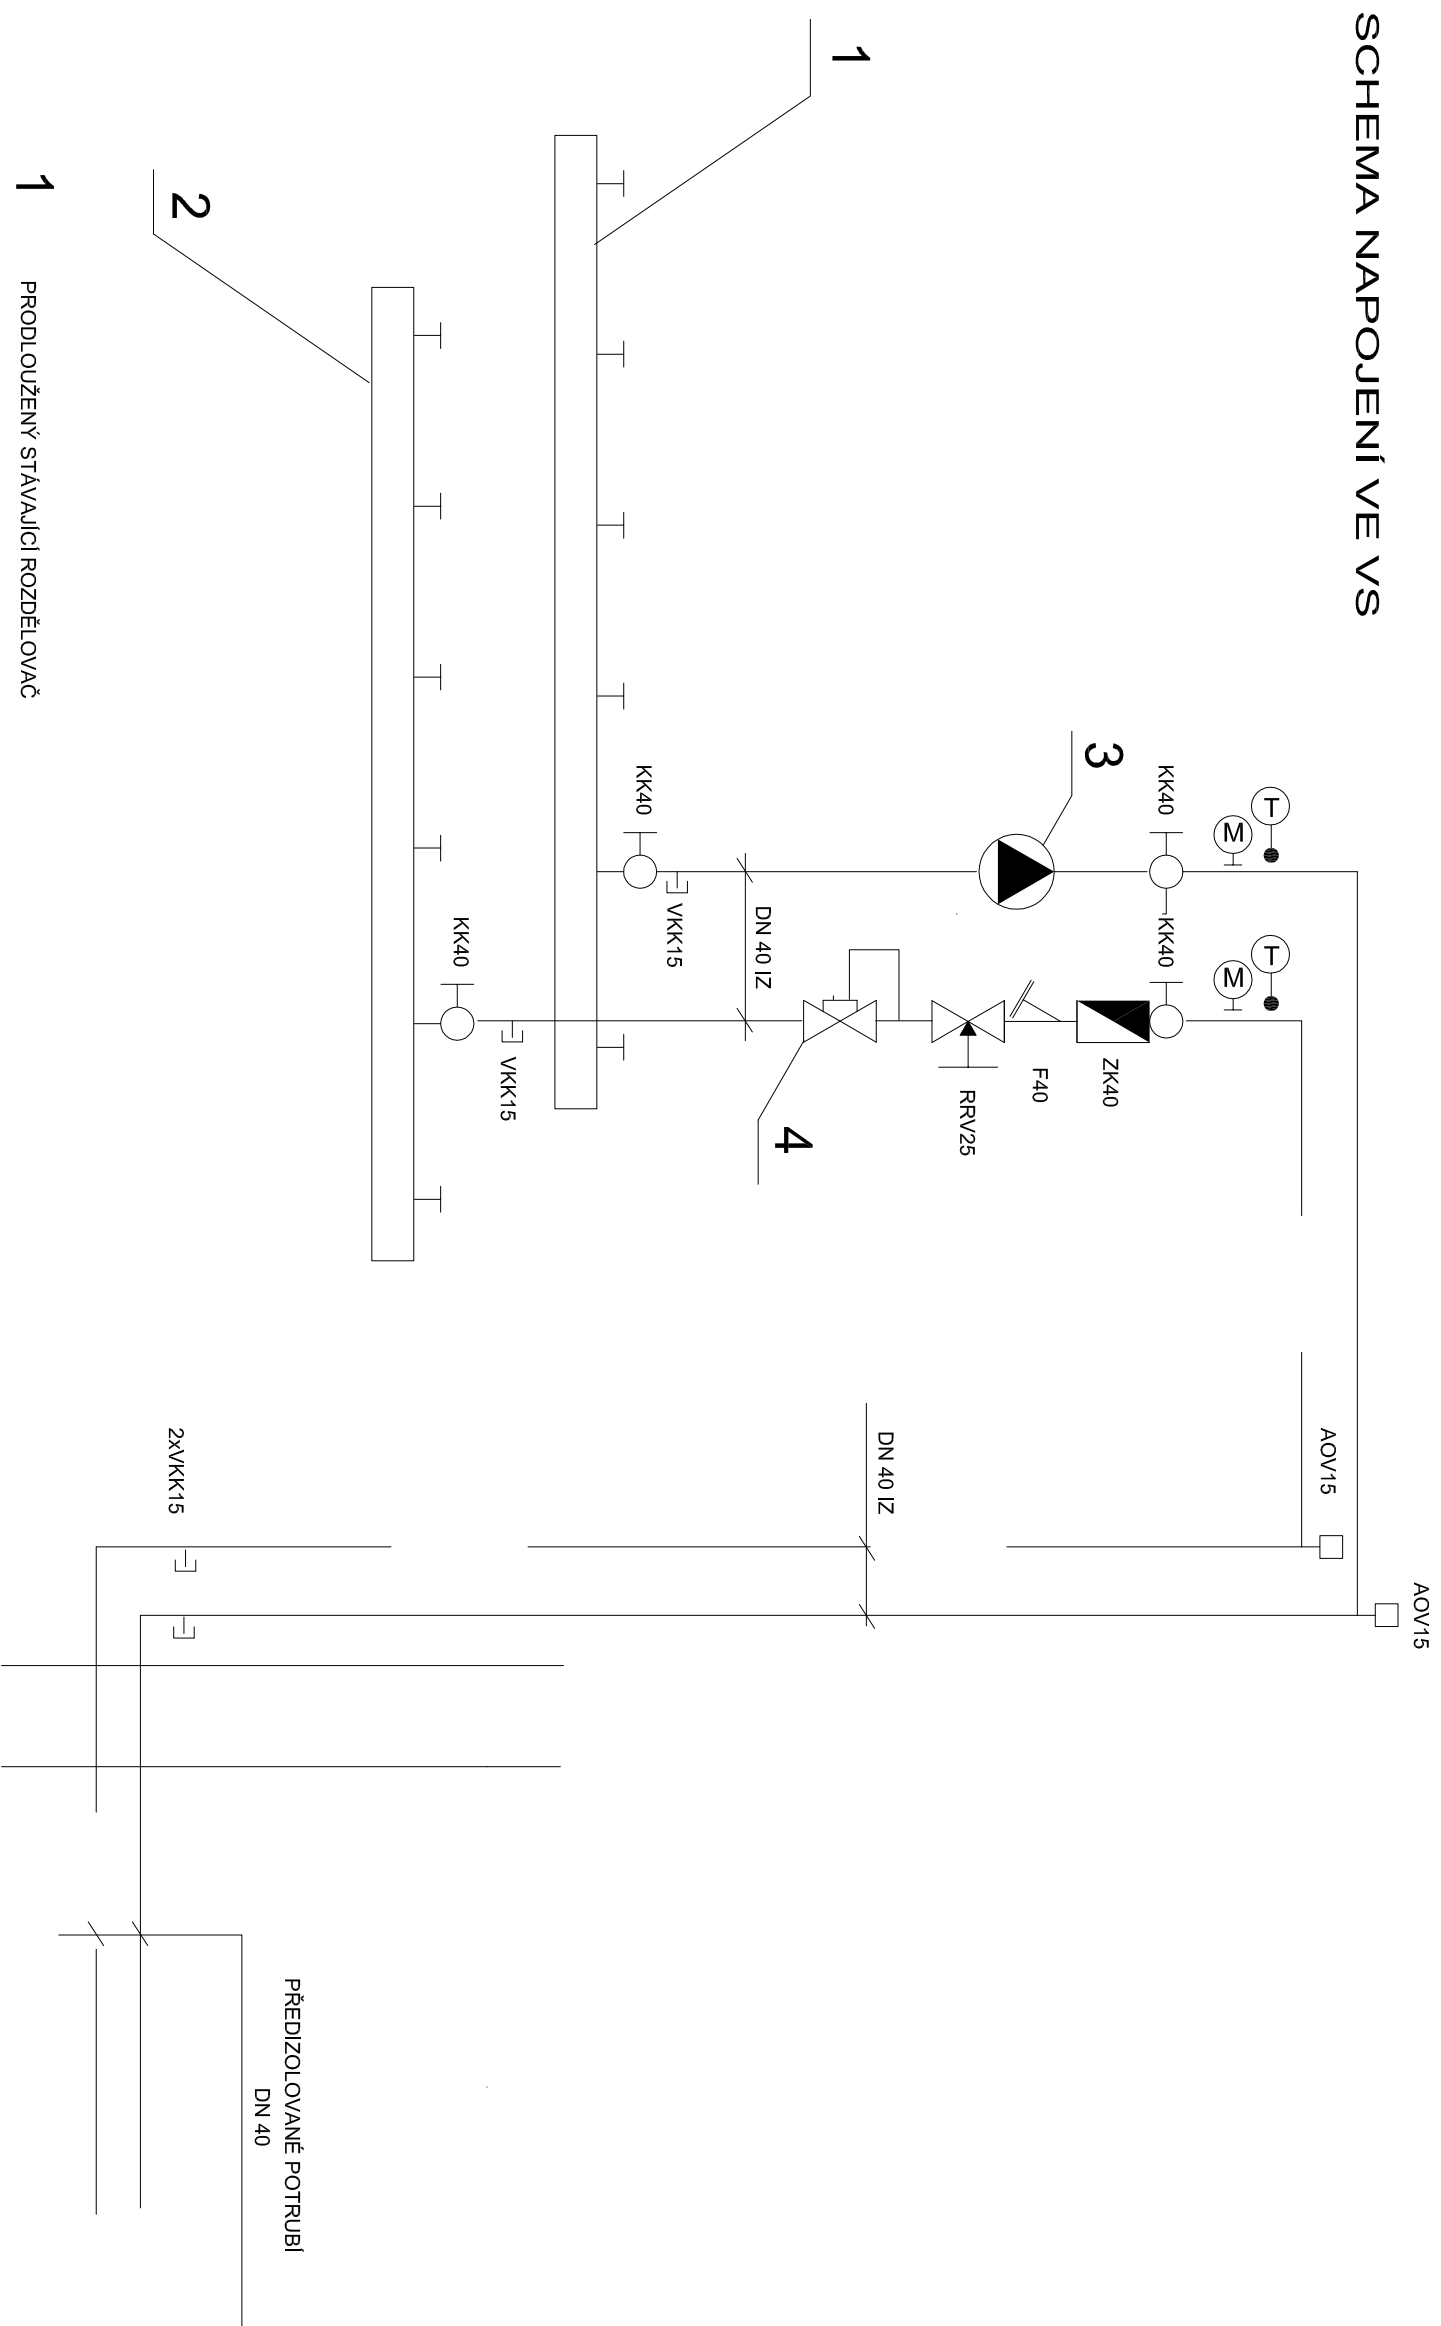 SCHEMA NAPOJENÍ VE VS
AOV15
AOV15
T
M
T
M
KK40
KK40
ZK40
3
F40
RRV25
DN 40 IZ
1
4
DN 40 IZ
VKK15
KK40
VKK15
KK40
PŘEDIZOLOVANÉ POTRUBÍ
DN 40
2
2xVKK15
1
PRODLOUŽENÝ STÁVAJÍCÍ ROZDĚLOVAČ